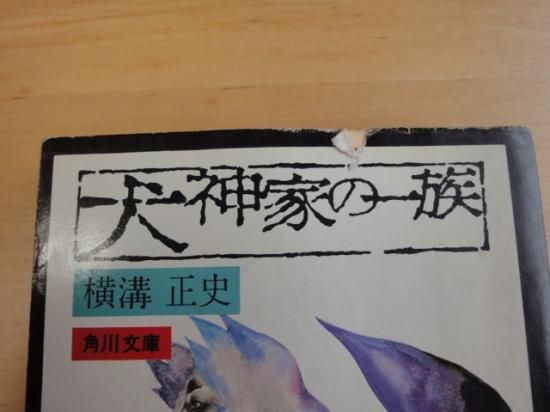 犬神家の一族
横溝 正史
角川文庫